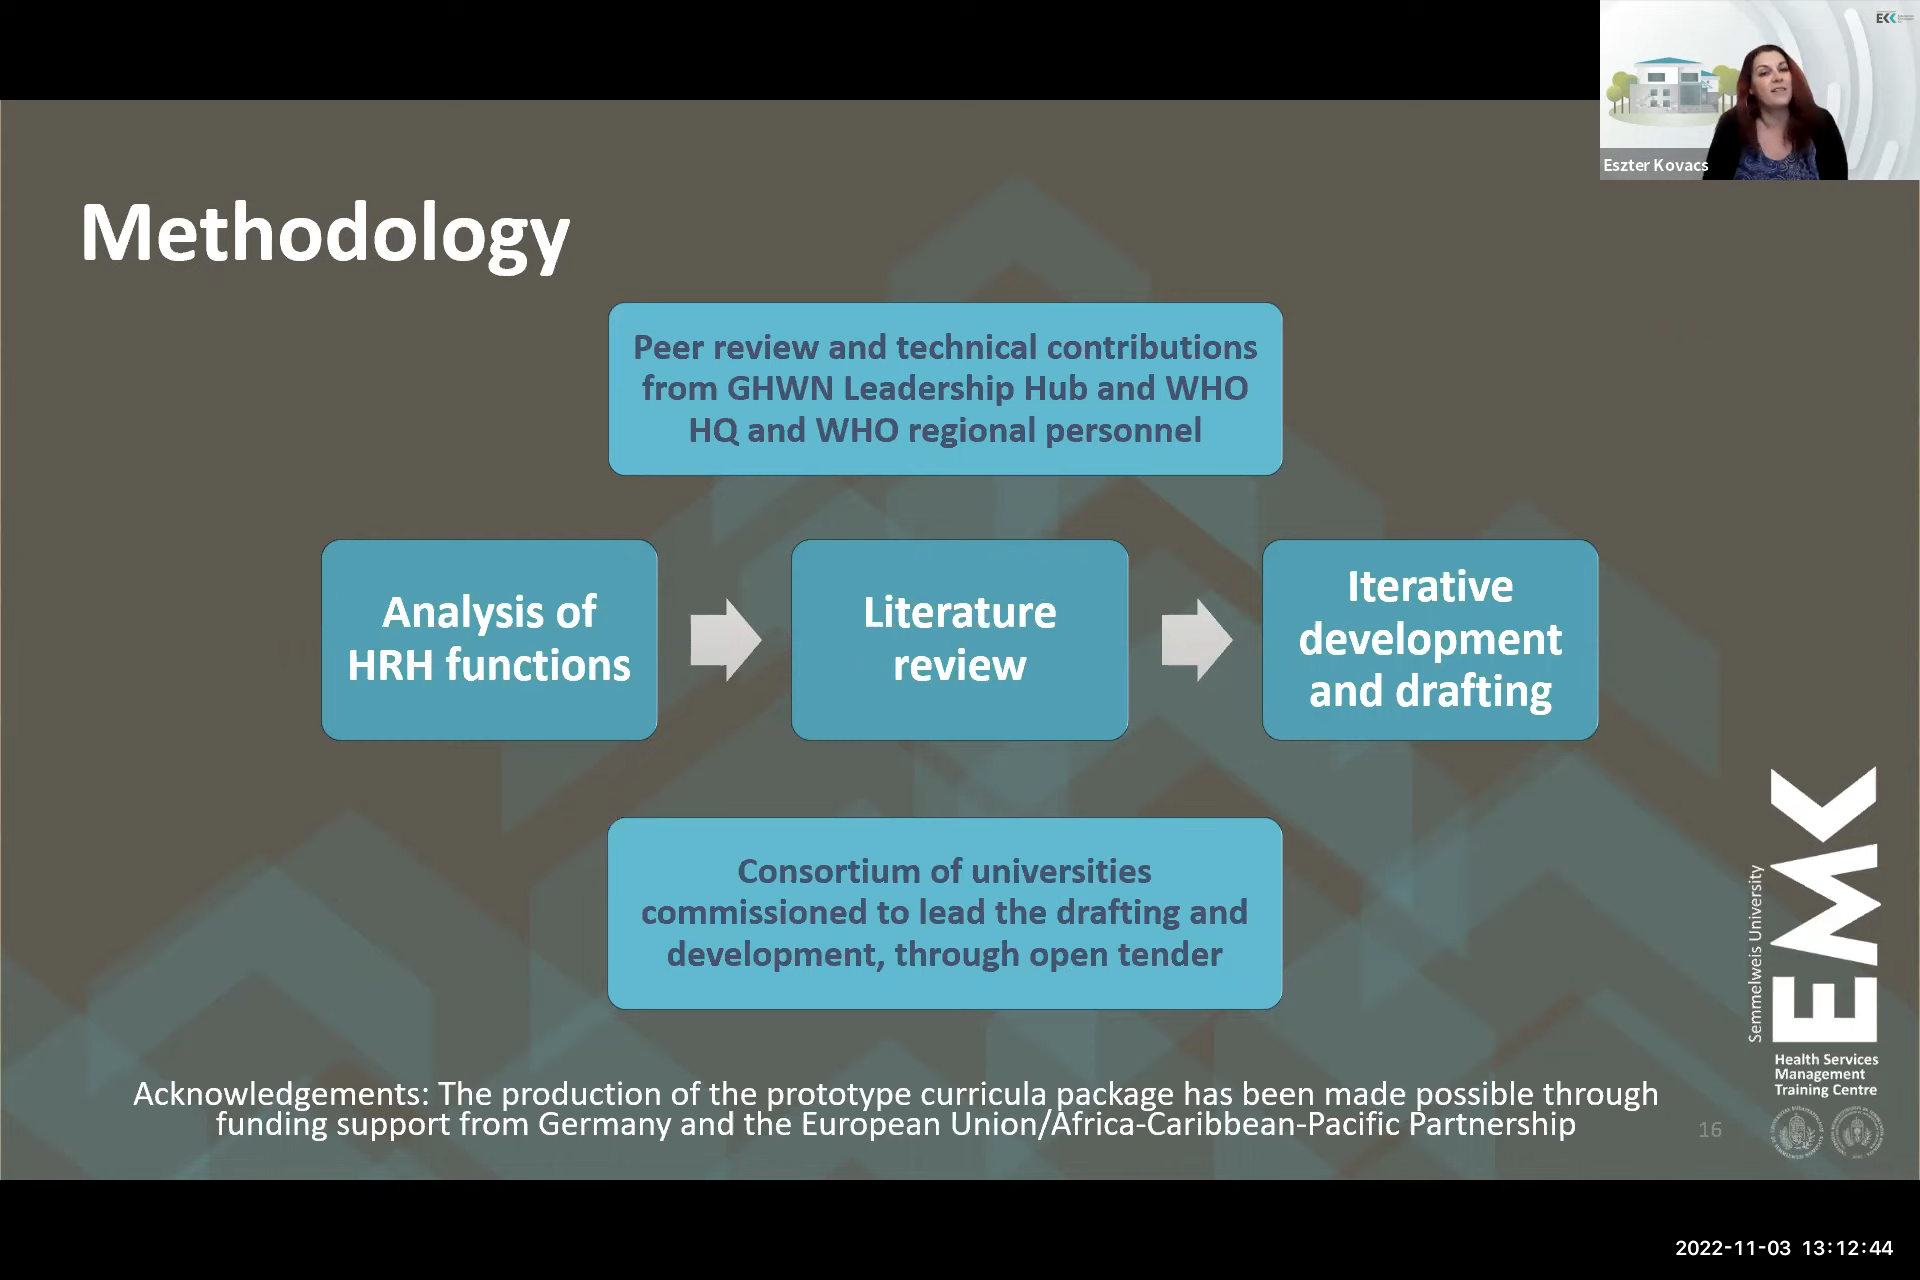 EKK
Eszter Kovacs
Methodology
Peer review and technical contributions
from GHWN Leadership Hub and WHO
HQ and WHO regional personnel
Analysis of
HRH functions
Literature
review
Iterative
development
and drafting
Consortium of universities
commissioned to lead the drafting and
development, through open tender
Semmelweis University
EMK
Health Services
Management
Training Centre
Acknowledgements: The production of the prototype curricula package has been made possible through
funding support from Germany and the European Union/Africa-Caribbean-Pacific Partnership
16
2022-11-03 13:12:44